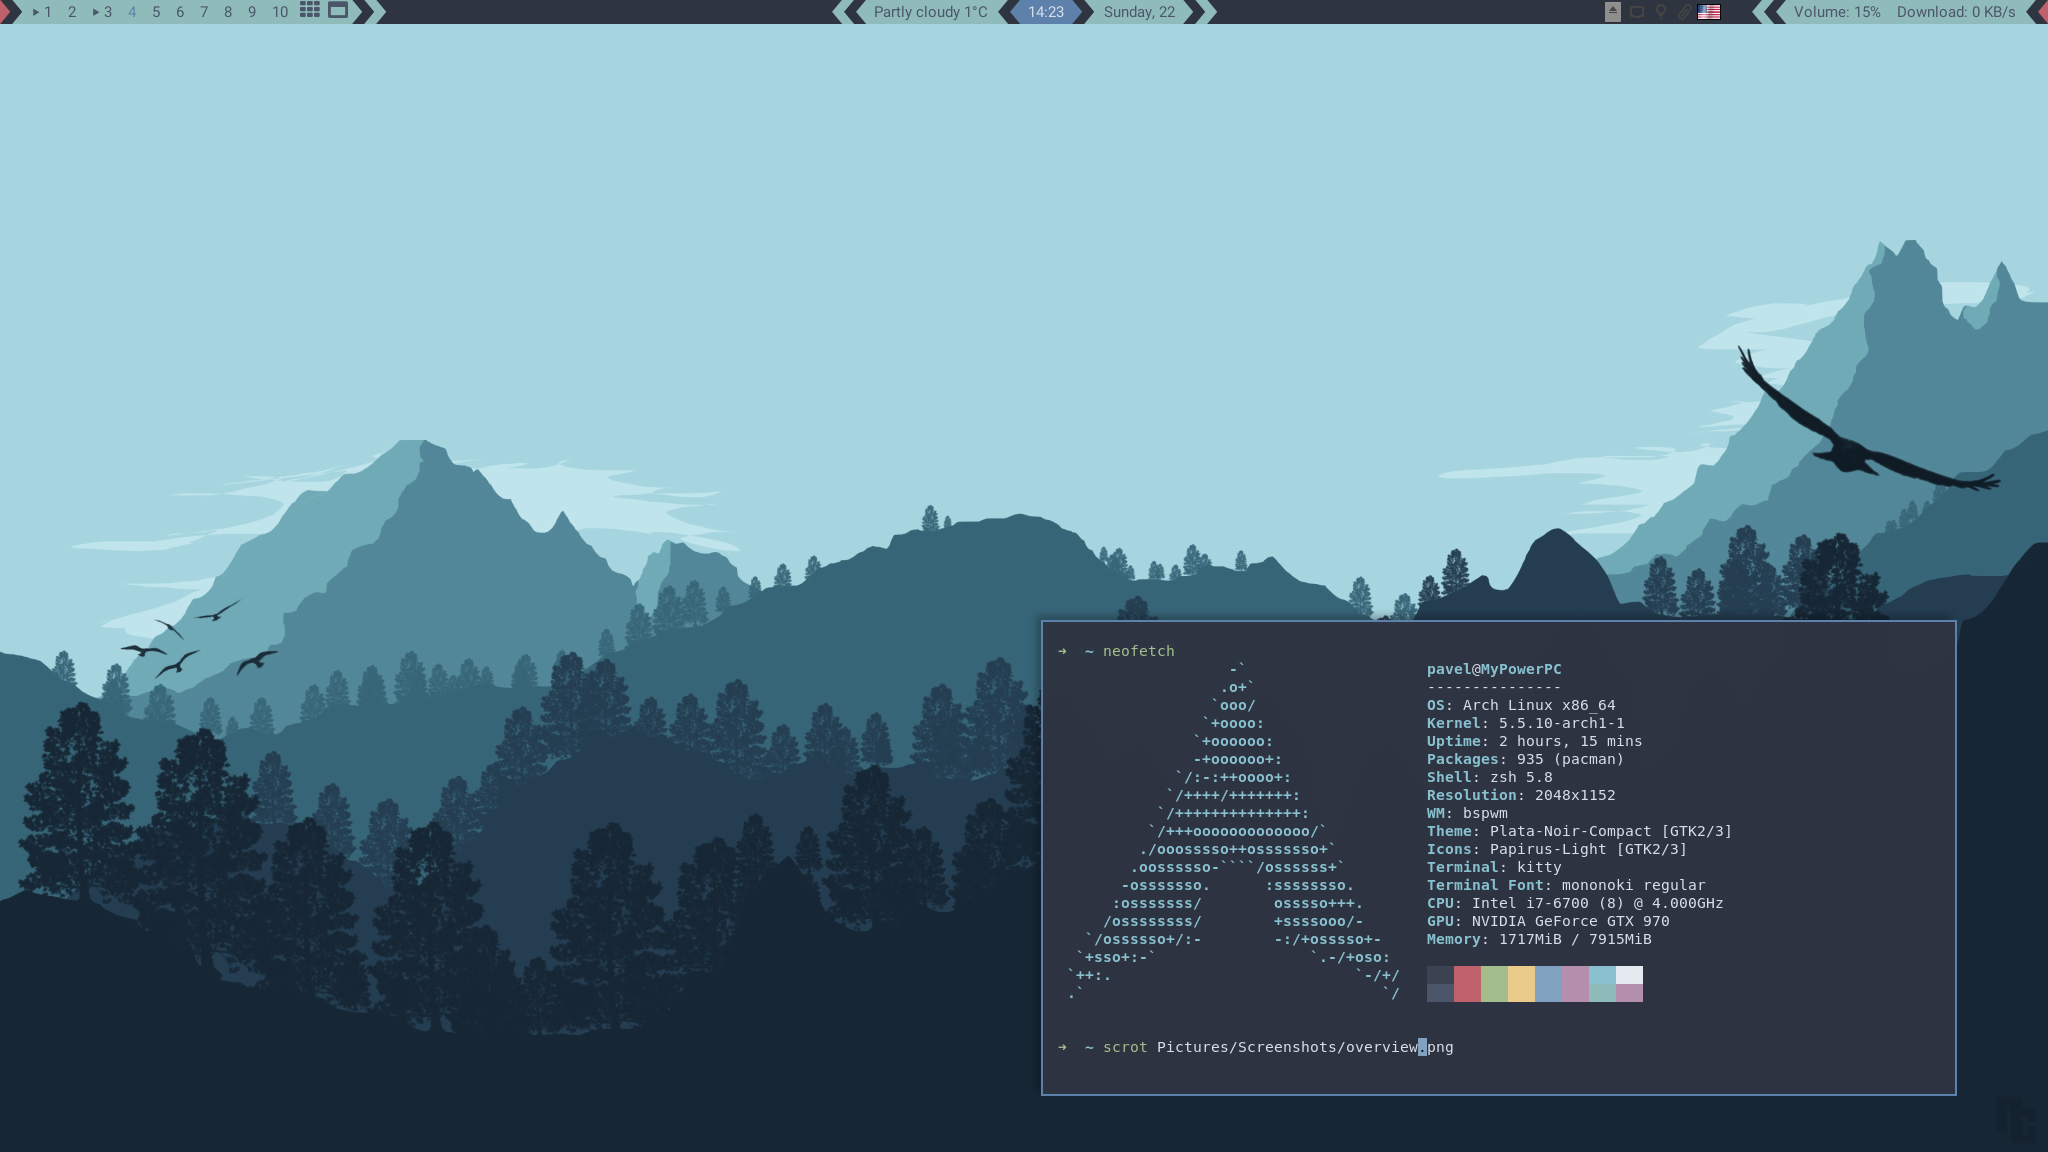 1 2 3 4 5 6 7 8 9 10
Partly cloudy 1°C 14:23 Sunday, 22
Volume: 15% Download: 0 KB/s
➜ ~ neofetch
-` pavel@MyPowerPC
.o+` ---------------
`ooo/ OS: Arch Linux x86_64
`+oooo: Kernel: 5.5.10-arch1-1
`+oooooo: Uptime: 2 hours, 15 mins
-+oooooo+: Packages: 935 (pacman)
`/:-:++oooo+: Shell: zsh 5.8
`/++++/+++++++: Resolution: 2048x1152
`/++++++++++++++: WM: bspwm
`/+++ooooooooooooo/` Theme: Plata-Noir-Compact [GTK2/3]
./ooosssso++osssssso+` Icons: Papirus-Light [GTK2/3]
.oossssso-````/ossssss+` Terminal: kitty
-osssssso. :ssssssso. Terminal Font: mononoki regular
:osssssss/ osssso+++. CPU: Intel i7-6700 (8) @ 4.000GHz
/ossssssss/ +ssssooo/- GPU: NVIDIA GeForce GTX 970
`/ossssso+/:- -:/+osssso+- Memory: 1717MiB / 7915MiB
`+sso+:-` `.-/+oso:
`++:. `-/+/
.` `/
➜ ~ scrot Pictures/Screenshots/overview.png